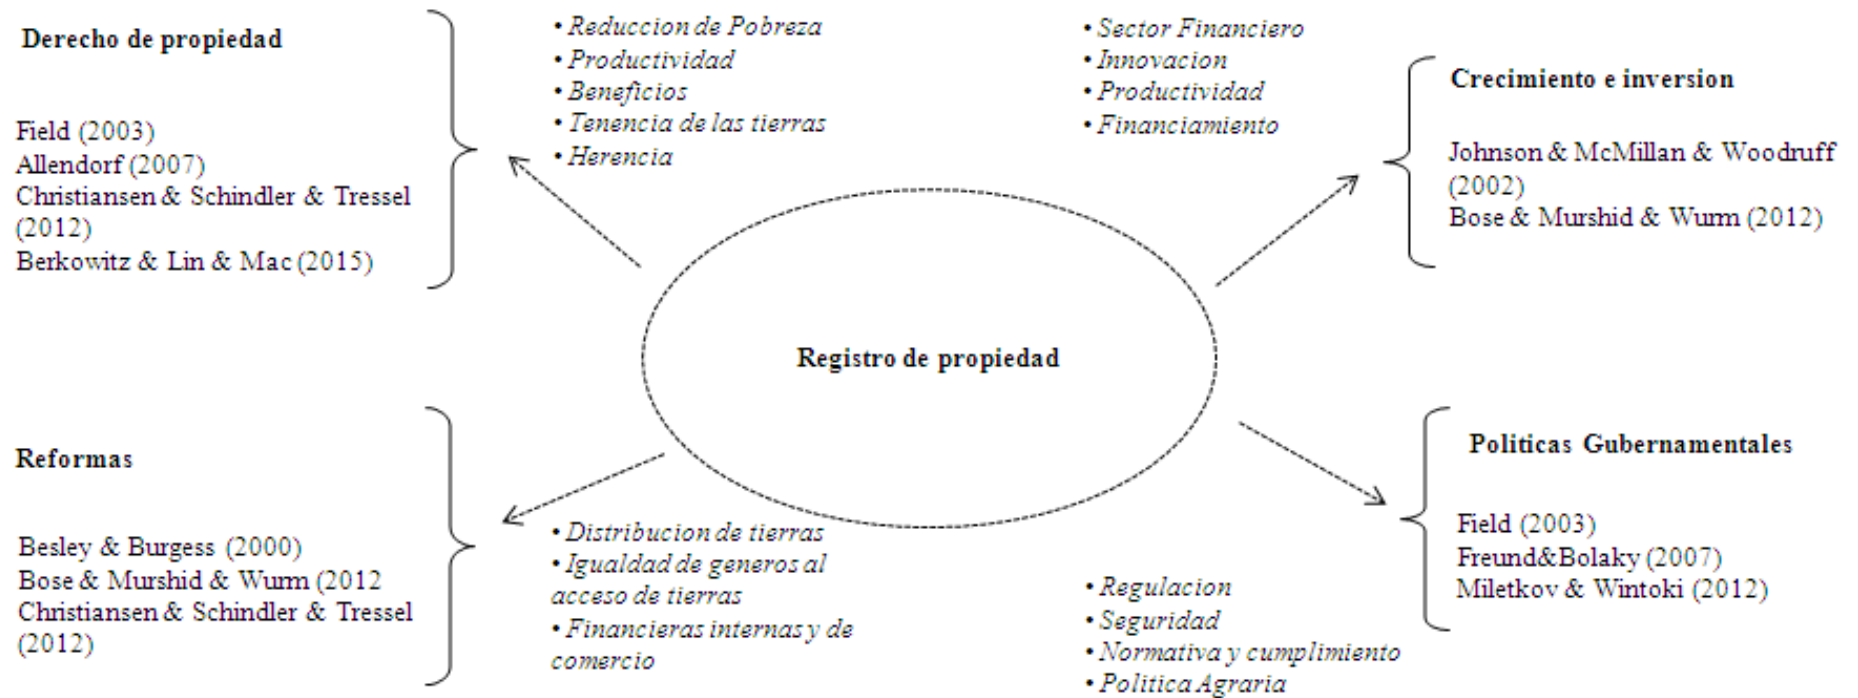 Derecho de propiedad
Field (2003)
Allendorf (2007)
Christiansen & Schindler & Tressel
(2012)
Berkowitz & Lin & Mac (2015)
• Reduccion de Pobreza
• Productividad
• Beneficios
• Tenencia de las tierras
• Herencia
• Sector Financiero
• Innovacion
• Productividad
• Financiamiento
Crecimiento e inversion
Johnson & McMillan & Woodruff
(2002)
Bose & Murshid & Wurm (2012)
Registro de propiedad
Reformas
Besley & Burgess (2000)
Bose & Murshid & Wurm (2012
Christiansen & Schindler & Tressel
(2012)
• Distribucion de tierras
• Igualdad de generos al
acceso de tierras
• Financieras internas y de
comercio
• Regulacion
• Seguridad
• Normativa y cumplimiento
• Politica Agraria
Politicas Gubernamentales
Field (2003)
Freund&Bolaky (2007)
Miletkov & Wintoki (2012)